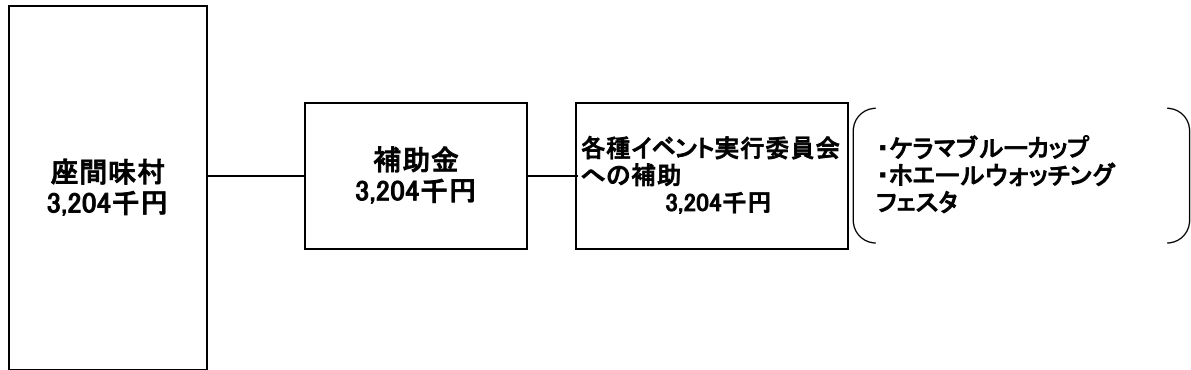 座間味村
3,204千円
補助金
3,204千円
各種イベント実行委員会
への補助
3,204千円
・ケラマブルーカップ
・ホエールウォッチング
フェスタ